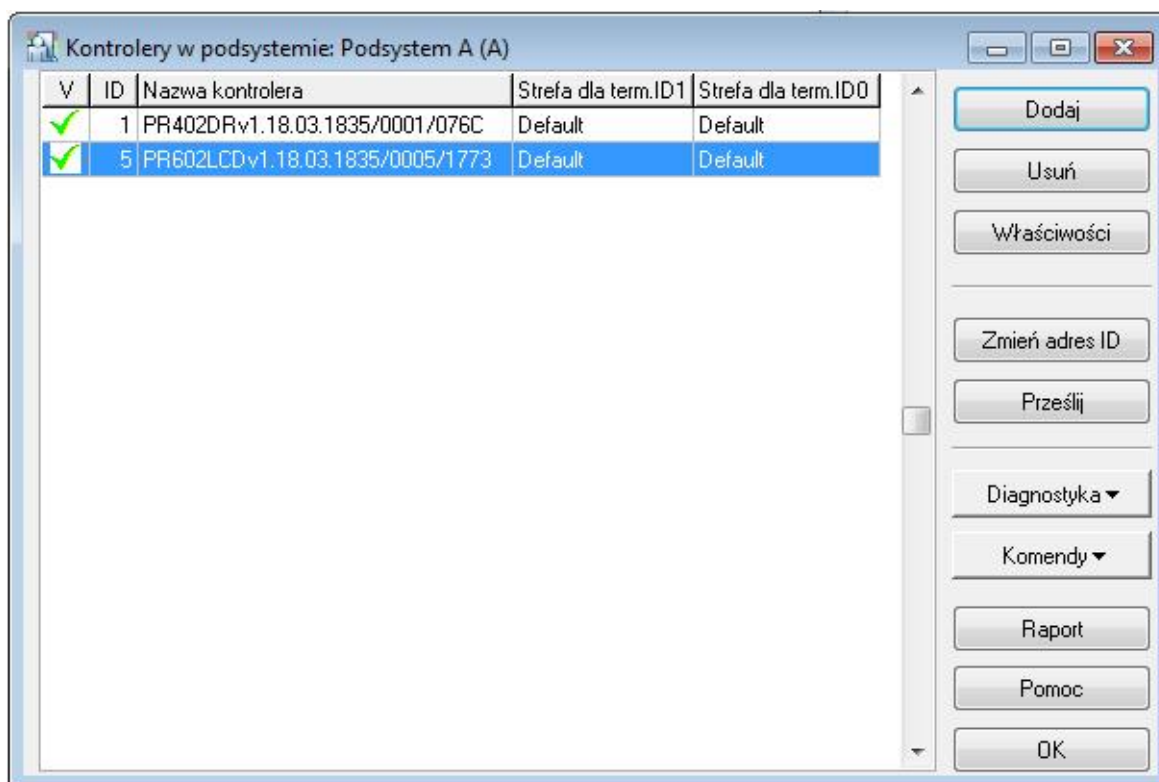 Kontrolery w podsystemie: Podsystem A (A)
V ID Nazwa kontrolera Strefa dla term.ID1 Strefa dla term.ID0
1 PR402DRv1.18.03.1835/0001/076C Default Default
5 PR602LCDv1.18.03.1835/0005/1773 Default Default
Dodaj
Usuń
Właściwości
Zmień adres ID
Prześlij
Diagnostyka
Komendy
Raport
Pomoc
OK